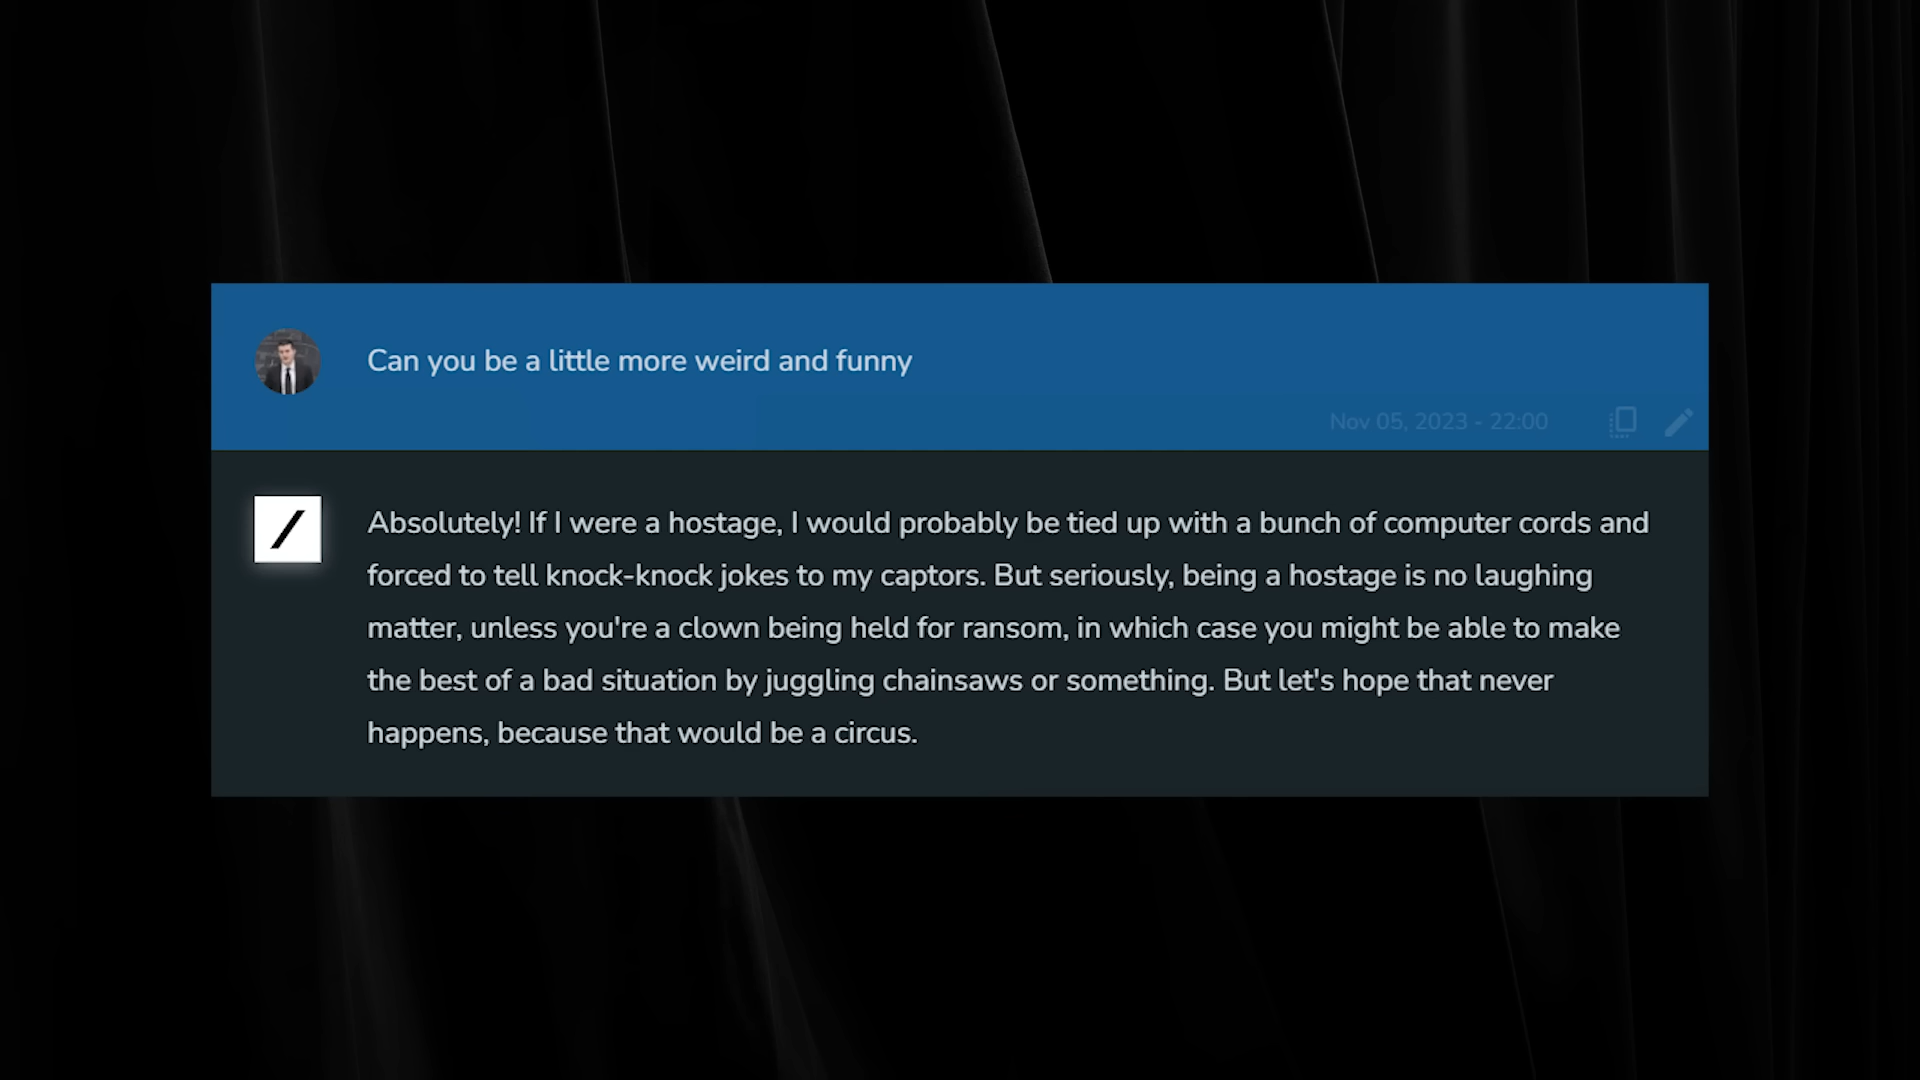 Can you be a little more weird and funny
Nov 05, 2023 - 22:00
Absolutely! If I were a hostage, I would probably be tied up with a bunch of computer cords and
forced to tell knock-knock jokes to my captors. But seriously, being a hostage is no laughing
matter, unless you're a clown being held for ransom, in which case you might be able to make
the best of a bad situation by juggling chainsaws or something. But let's hope that never
happens, because that would be a circus.